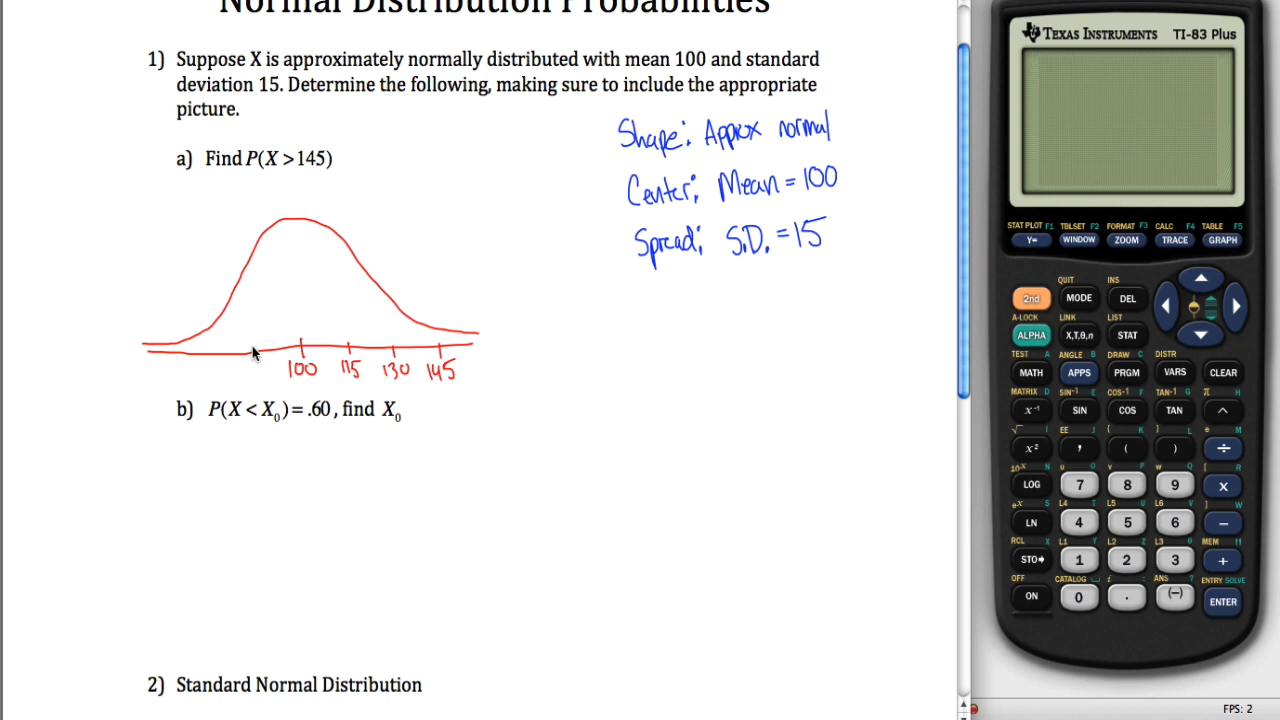 Normal Distribution Probabilities
1) Suppose X is approximately normally distributed with mean 100 and standard
deviation 15. Determine the following, making sure to include the appropriate
picture.
Shape: Approx normal
a) Find P(X > 145)
Center: Mean = 100
Spread: S.D. = 15
100 115 130 145
b) P(X < X₀) = .60, find X₀
2) Standard Normal Distribution
TEXAS INSTRUMENTS TI-83 Plus
STAT PLOT F1 TBLSET F2 FORMAT F3 CALC F4 TABLE F5
Y= WINDOW ZOOM TRACE GRAPH
QUIT INS
2nd MODE DEL
A-LOCK LINK LIST
ALPHA X,T,θ,n STAT
TEST A ANGLE B DRAW C DISTR
MATH APPS PRGM VARS CLEAR
MATRIX D SIN⁻¹ E COS⁻¹ F TAN⁻¹ G π H
x⁻¹ SIN COS TAN ^
√ I EE J { K } L e M
x² , ( ) ÷
10ˣ N u O v P w Q [ R
LOG 7 8 9 x
eˣ S L4 T L5 U L6 V ] W
LN 4 5 6 −
RCL X L1 Y L2 Z L3 θ MEM "
STO➔ 1 2 3 +
OFF CATALOG i : ANS ? ENTRY SOLVE
ON 0 . (−) ENTER
FPS: 2